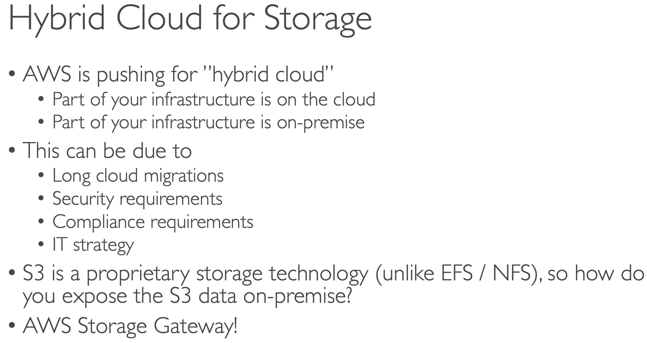 Hybrid Cloud for Storage
• AWS is pushing for ”hybrid cloud”
• Part of your infrastructure is on the cloud
• Part of your infrastructure is on-premise
• This can be due to
• Long cloud migrations
• Security requirements
• Compliance requirements
• IT strategy
• S3 is a proprietary storage technology (unlike EFS / NFS), so how do
you expose the S3 data on-premise?
• AWS Storage Gateway!